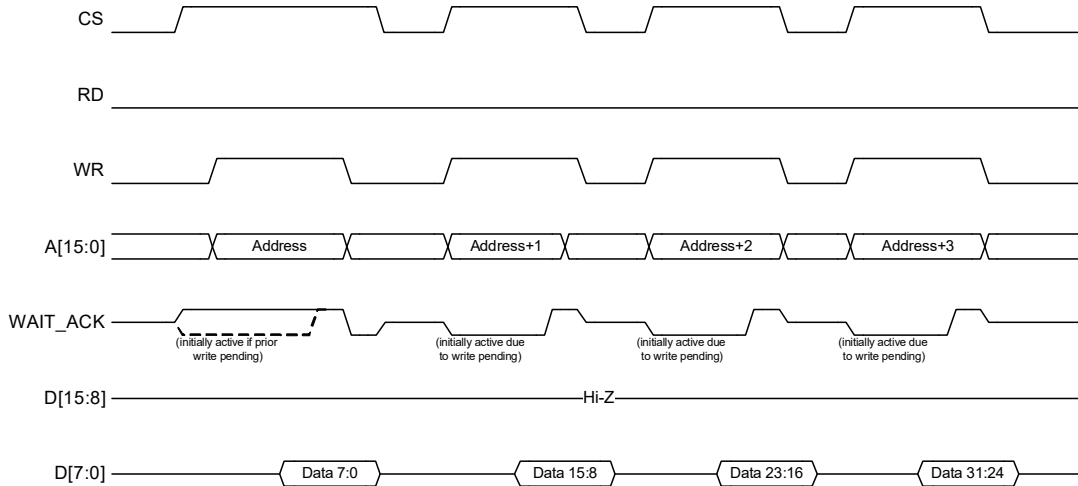 CS
RD
WR
A[15:0]
Address
Address+1
Address+2
Address+3
WAIT_ACK
(initially active if prior
write pending)
(initially active due
to write pending)
(initially active due
to write pending)
(initially active due
to write pending)
D[15:8]
Hi-Z
D[7:0]
Data 7:0
Data 15:8
Data 23:16
Data 31:24